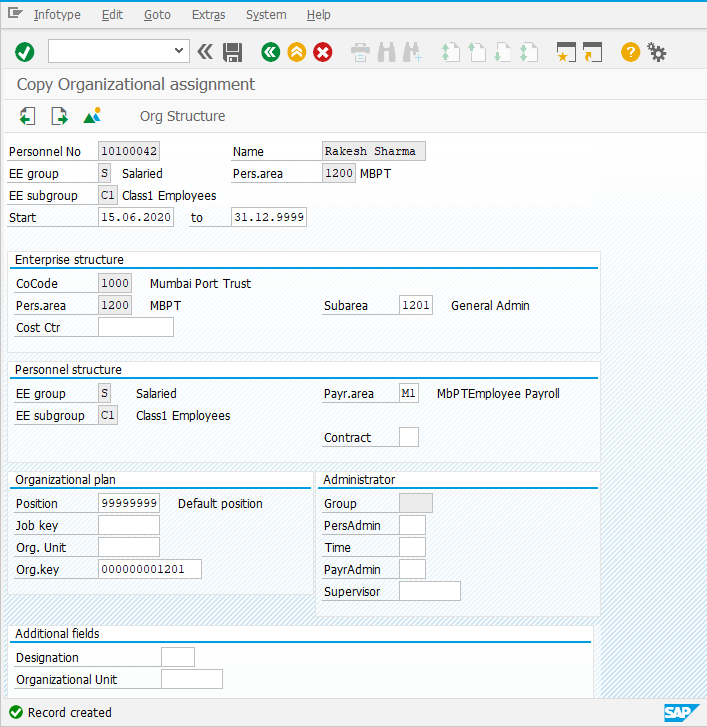 Infotype Edit Goto Extras System Help
Copy Organizational assignment
Org Structure
Personnel No 10100042 Name Rakesh Sharma
EE group S Salaried Pers.area 1200 MBPT
EE subgroup C1 Class1 Employees
Start 15.06.2020 to 31.12.9999
Enterprise structure
CoCode 1000 Mumbai Port Trust
Pers.area 1200 MBPT Subarea 1201 General Admin
Cost Ctr
Personnel structure
EE group S Salaried Payr.area M1 MbPTEmployee Payroll
EE subgroup C1 Class1 Employees
Contract
Organizational plan
Position 99999999 Default position
Job key
Org. Unit
Org.key 000000001201
Administrator
Group
PersAdmin
Time
PayrAdmin
Supervisor
Additional fields
Designation
Organizational Unit
Record created
SAP